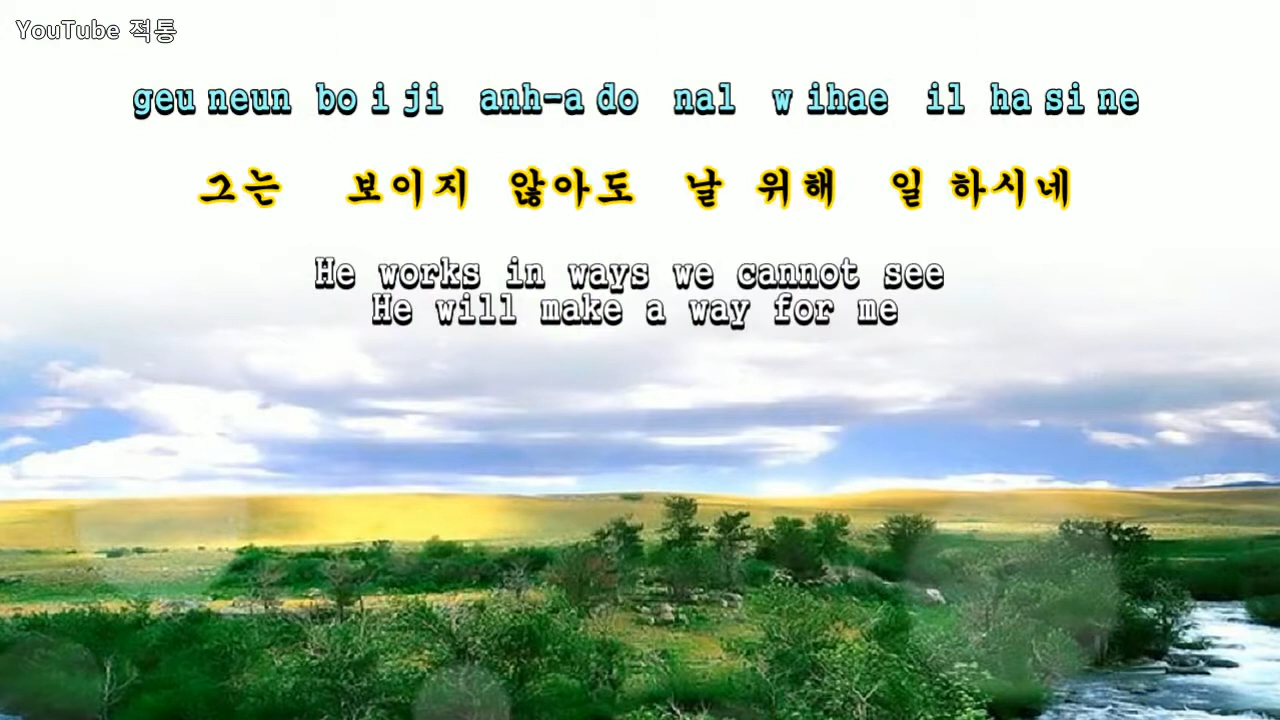 YouTube 적통
geu neun bo i ji anh-a do nal w ihae il ha si ne
그는 보이지 않아도 날 위해 일 하시네
He works in ways we cannot see
He will make a way for me